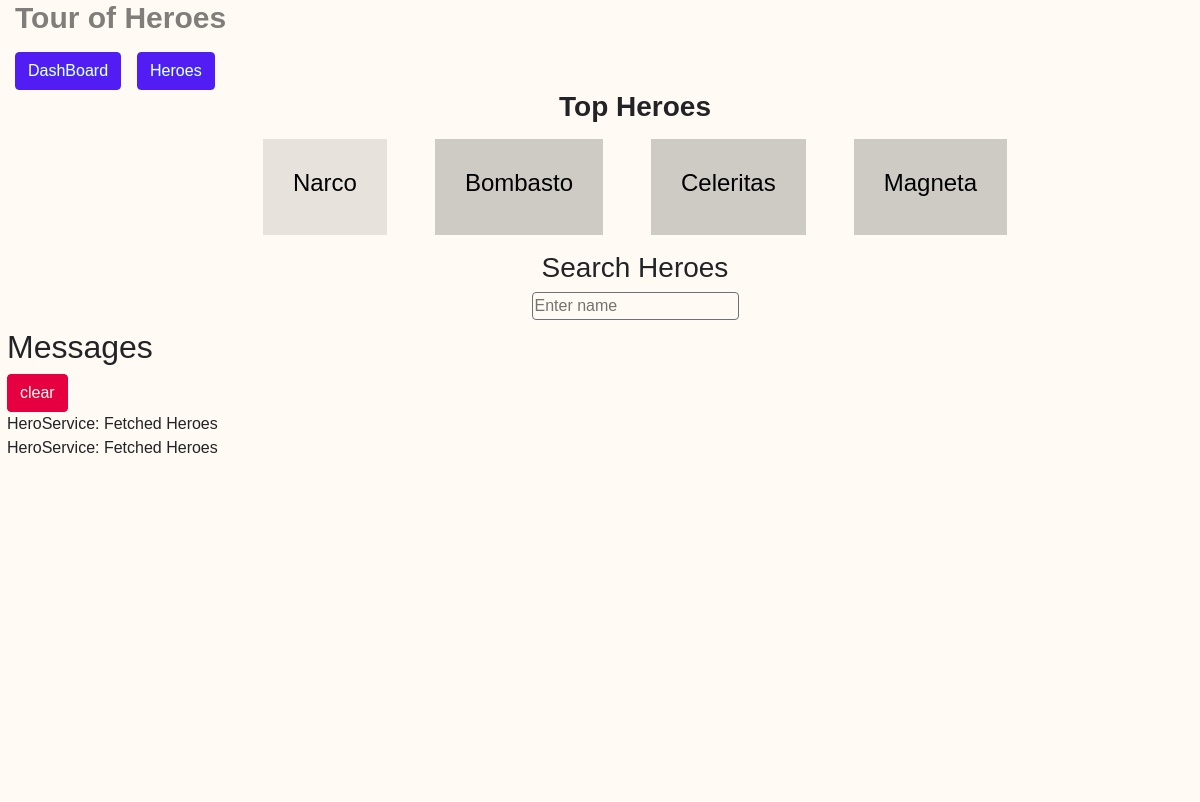 Tour of Heroes
DashBoard Heroes
Top Heroes
Narco Bombasto Celeritas Magneta
Search Heroes
Enter name
Messages
clear
HeroService: Fetched Heroes
HeroService: Fetched Heroes